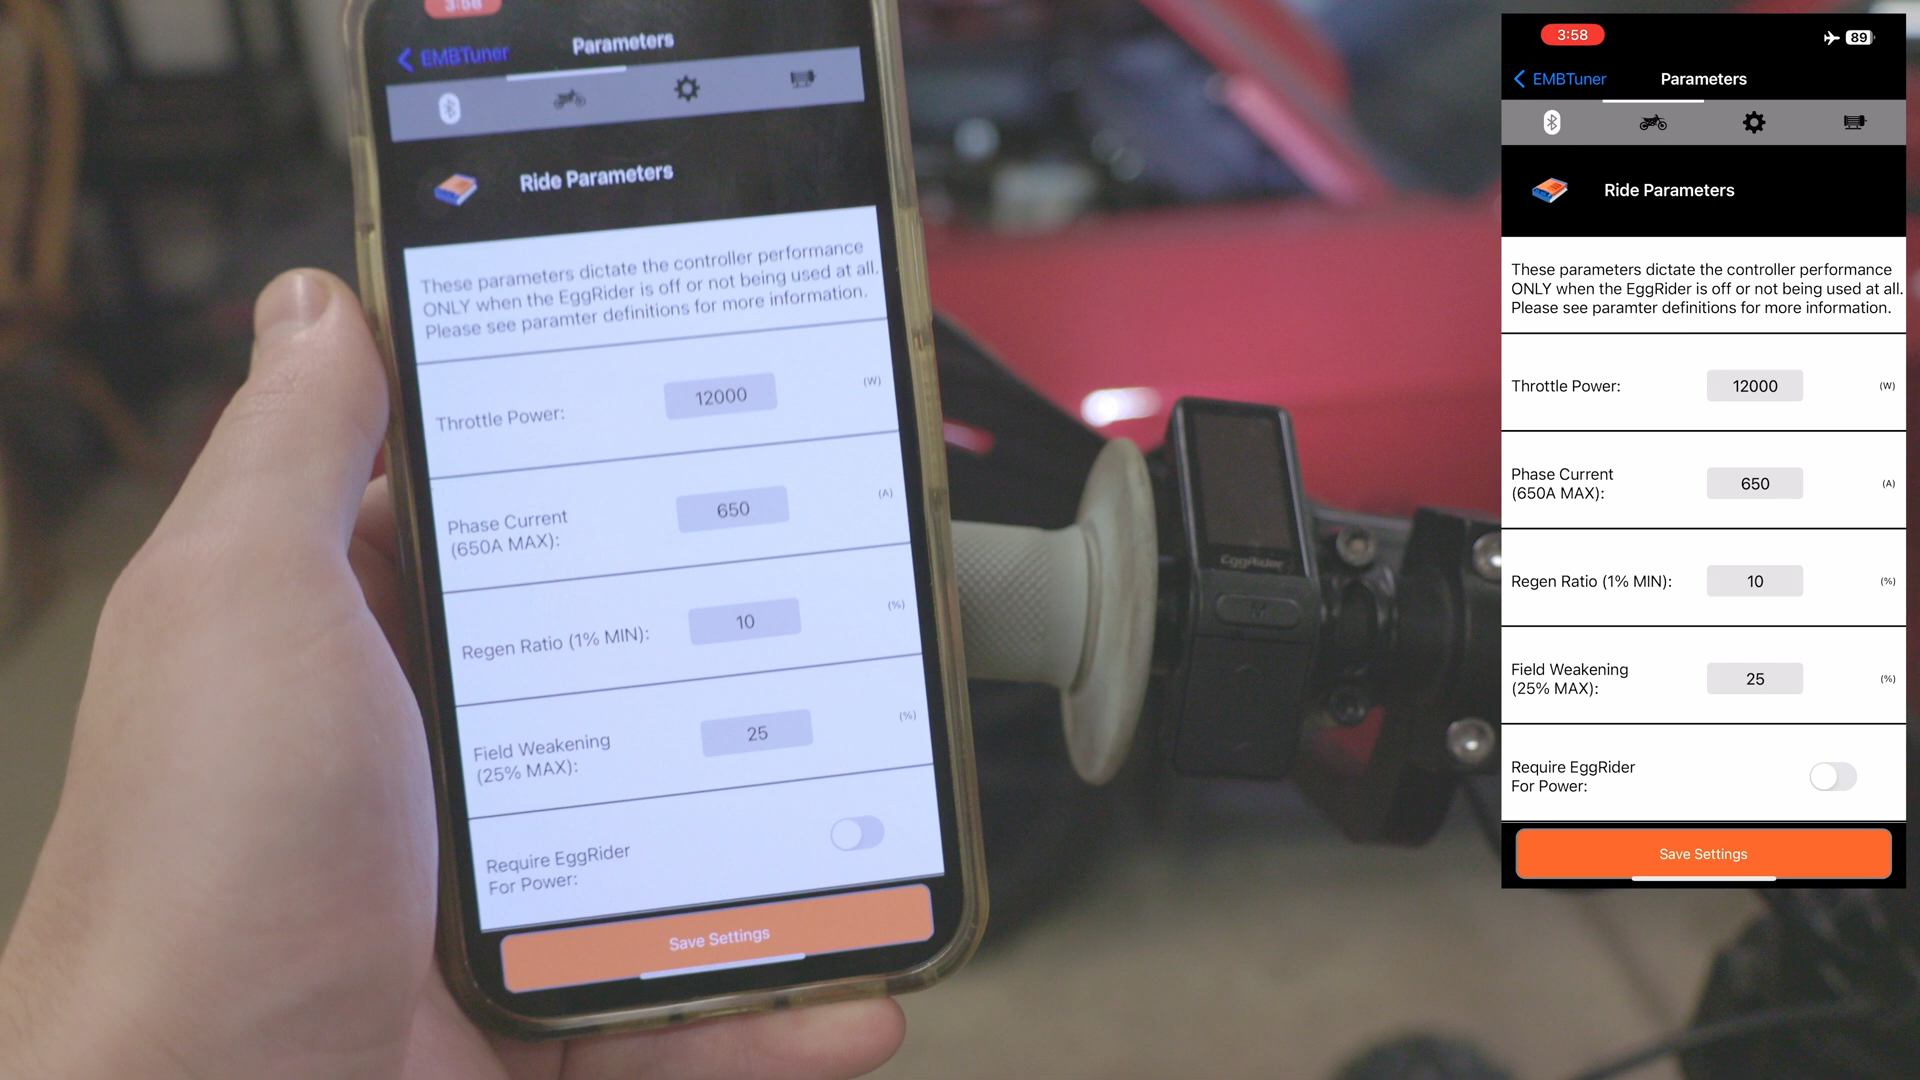 3:58
EMBTuner
Parameters
Ride Parameters
These parameters dictate the controller performance
ONLY when the EggRider is off or not being used at all.
Please see paramter definitions for more information.
Throttle Power:
12000
(W)
Phase Current
(650A MAX):
650
(A)
Regen Ratio (1% MIN):
10
(%)
Field Weakening
(25% MAX):
25
(%)
Require EggRider
For Power:
Save Settings
EggRider
3:58
89
EMBTuner
Parameters
Ride Parameters
These parameters dictate the controller performance
ONLY when the EggRider is off or not being used at all.
Please see paramter definitions for more information.
Throttle Power:
12000
(W)
Phase Current
(650A MAX):
650
(A)
Regen Ratio (1% MIN):
10
(%)
Field Weakening
(25% MAX):
25
(%)
Require EggRider
For Power:
Save Settings